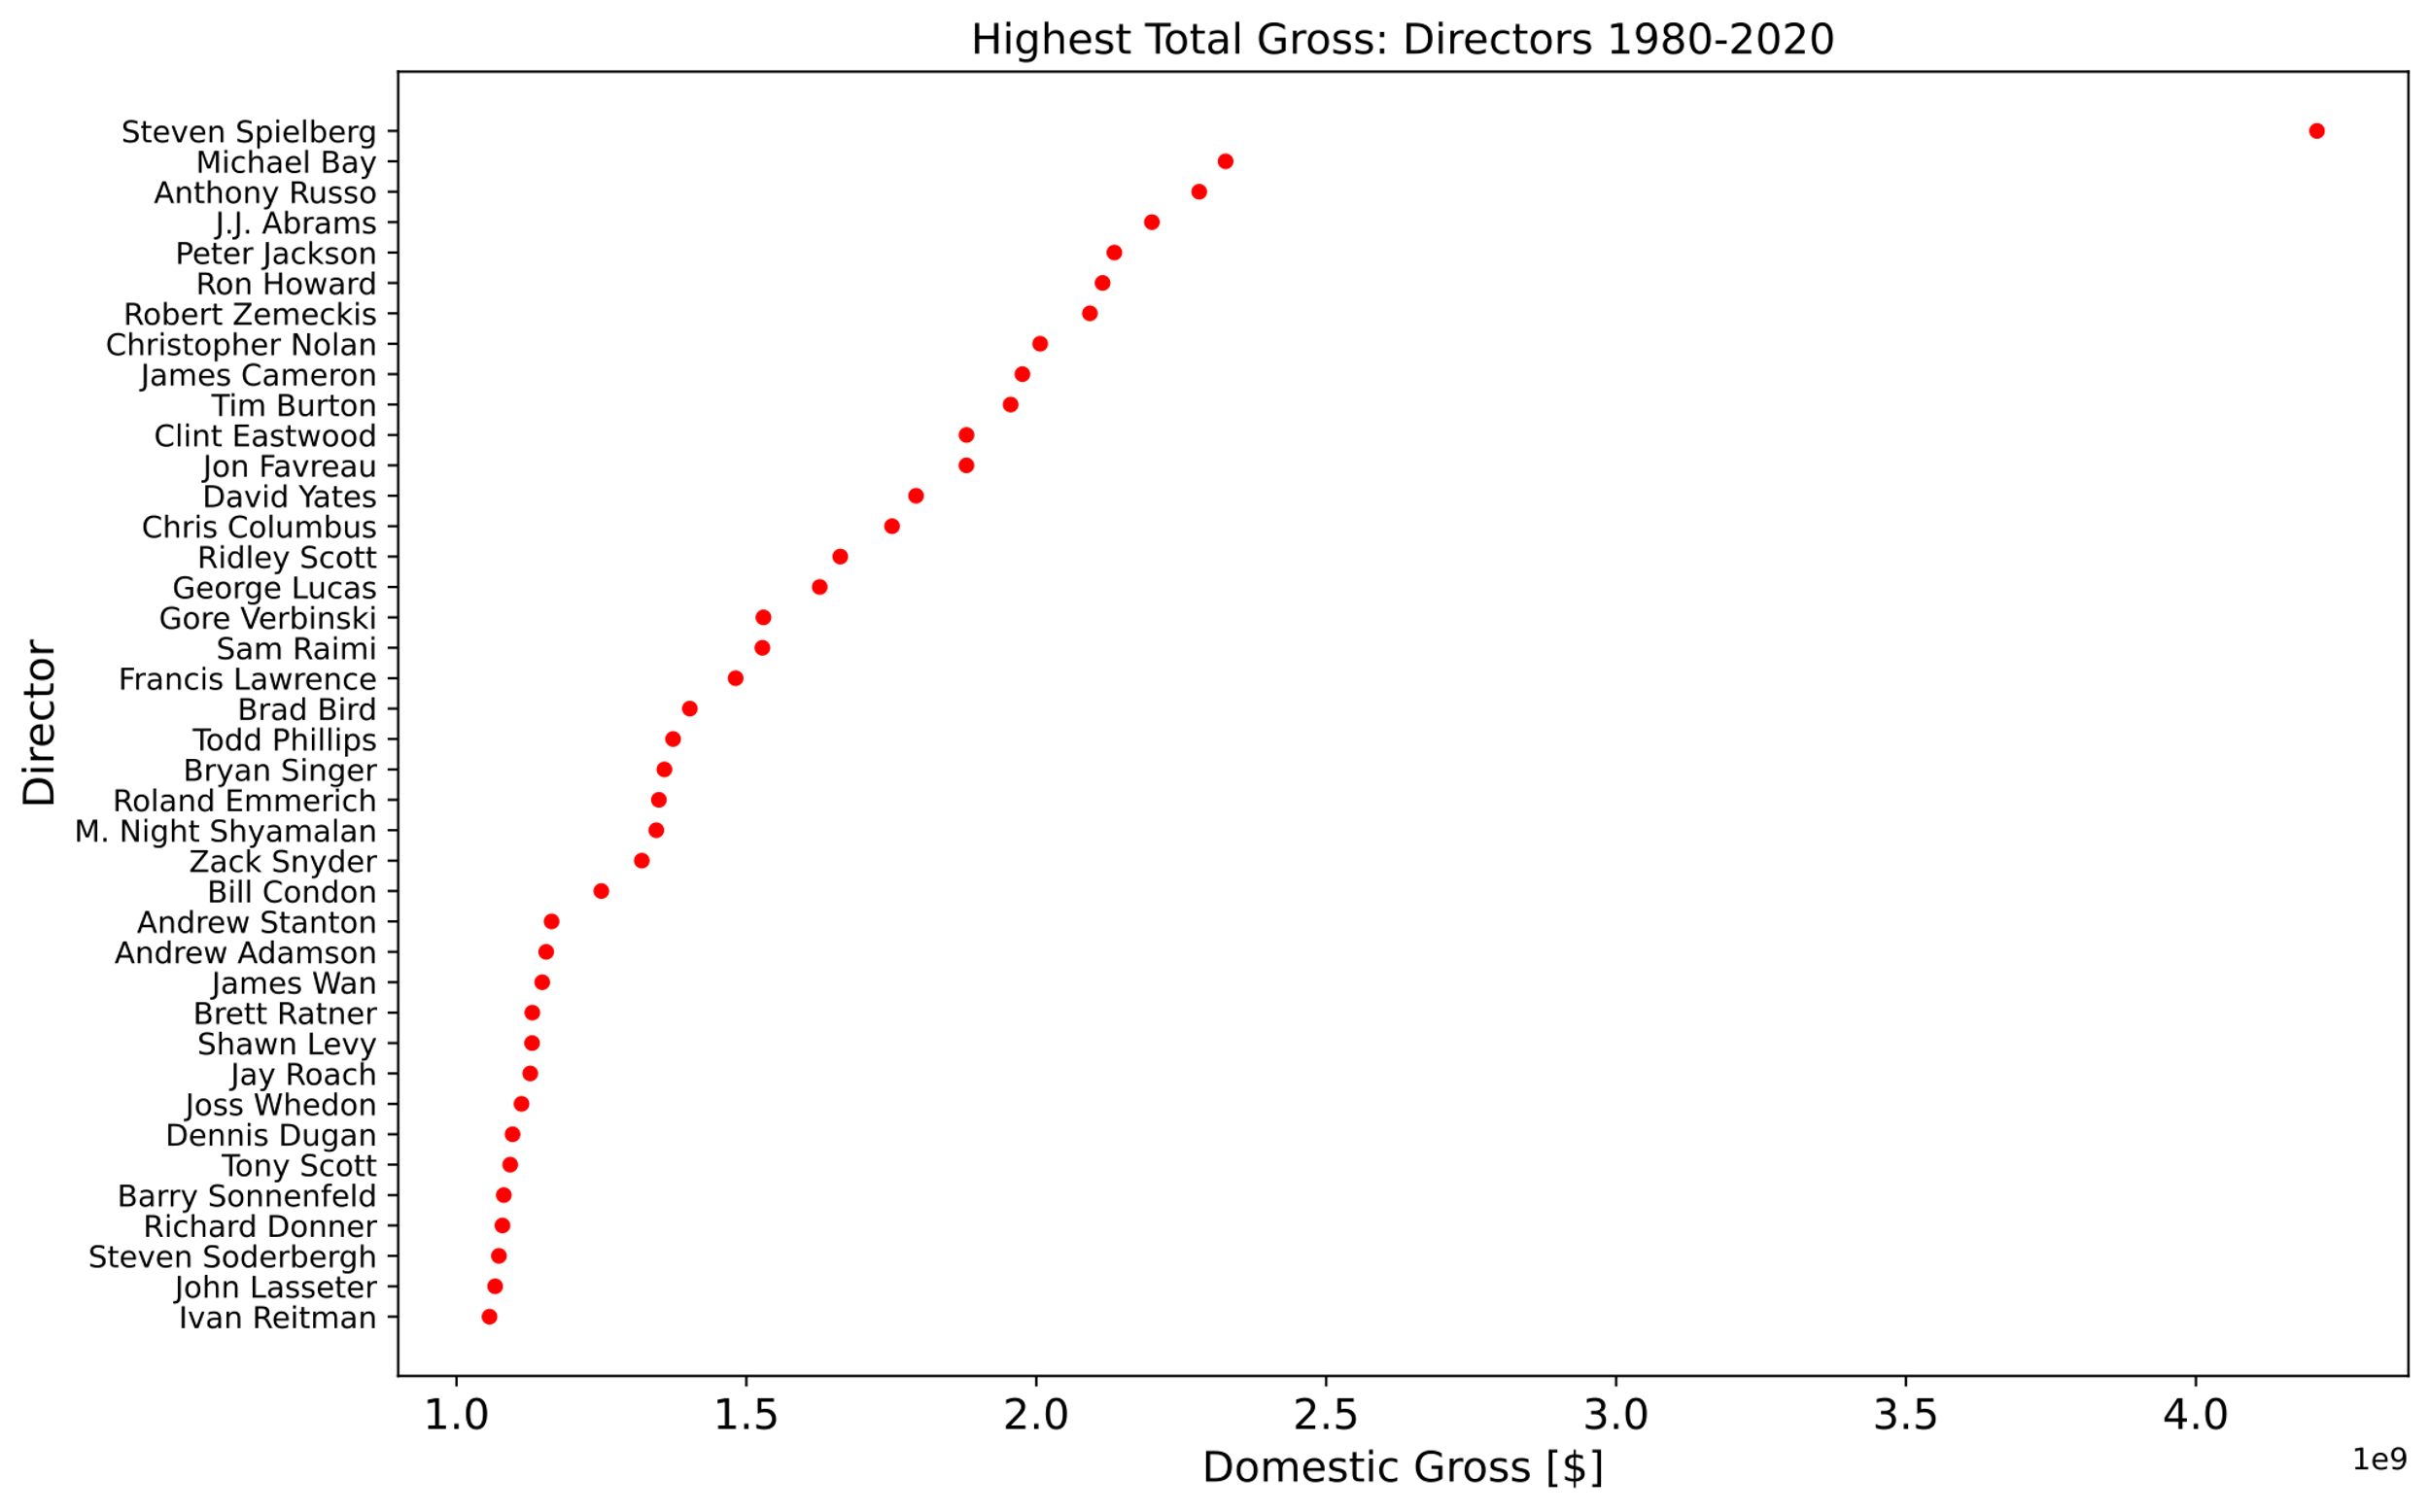 Highest Total Gross: Directors 1980-2020
Director
Steven Spielberg
Michael Bay
Anthony Russo
J.J. Abrams
Peter Jackson
Ron Howard
Robert Zemeckis
Christopher Nolan
James Cameron
Tim Burton
Clint Eastwood
Jon Favreau
David Yates
Chris Columbus
Ridley Scott
George Lucas
Gore Verbinski
Sam Raimi
Francis Lawrence
Brad Bird
Todd Phillips
Bryan Singer
Roland Emmerich
M. Night Shyamalan
Zack Snyder
Bill Condon
Andrew Stanton
Andrew Adamson
James Wan
Brett Ratner
Shawn Levy
Jay Roach
Joss Whedon
Dennis Dugan
Tony Scott
Barry Sonnenfeld
Richard Donner
Steven Soderbergh
John Lasseter
Ivan Reitman
1.0 1.5 2.0 2.5 3.0 3.5 4.0
1e9
Domestic Gross [$]